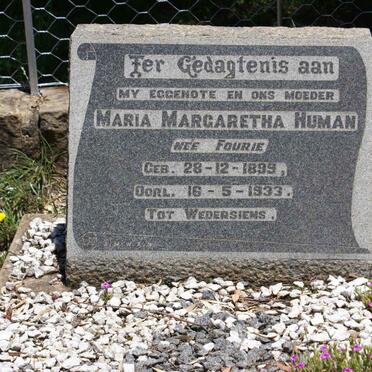 Ter Gedagtenis aan
MY EGGENOTE EN ONS MOEDER
MARIA MARGARETHA HUMAN
NEE FOURIE
GEB. 28-12-1899,
OORL. 16-5-1933.
TOT WEDERSIENS.